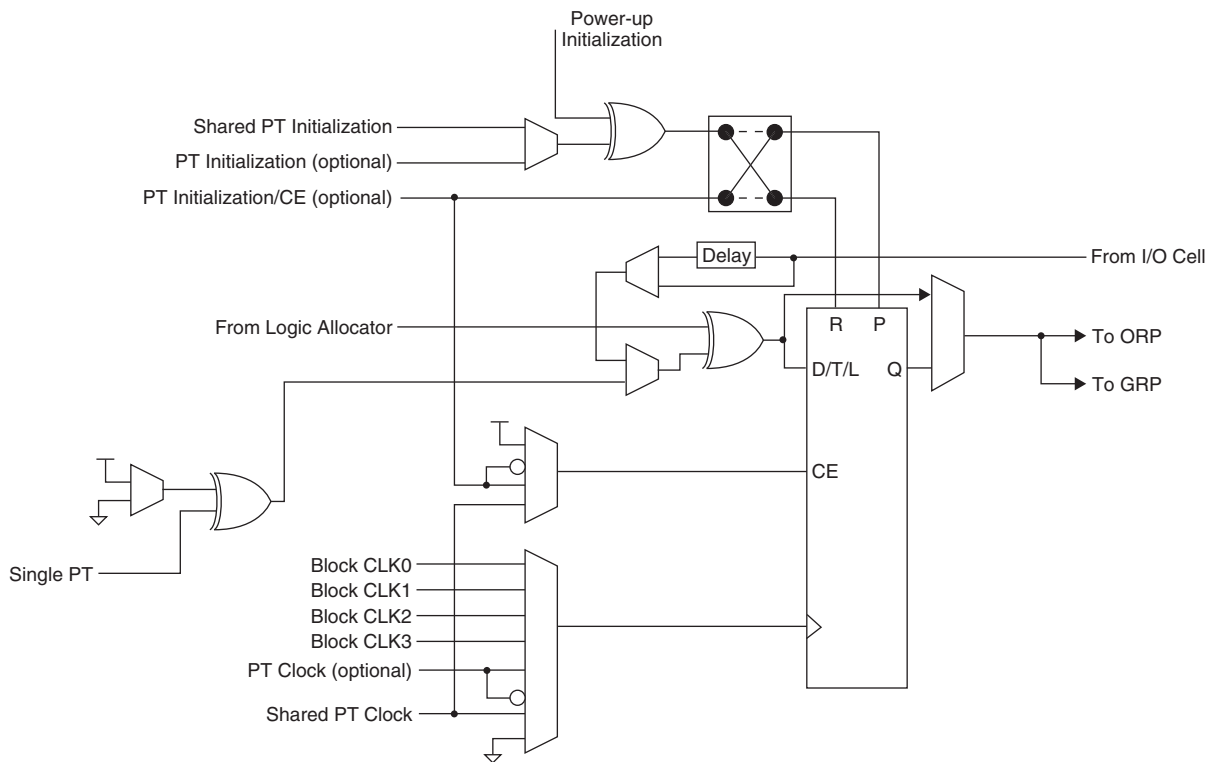 Power-up
Initialization
Shared PT Initialization
PT Initialization (optional)
PT Initialization/CE (optional)
Delay
From I/O Cell
From Logic Allocator
R
P
To ORP
D/T/L
Q
To GRP
CE
Single PT
Block CLK0
Block CLK1
Block CLK2
Block CLK3
PT Clock (optional)
Shared PT Clock